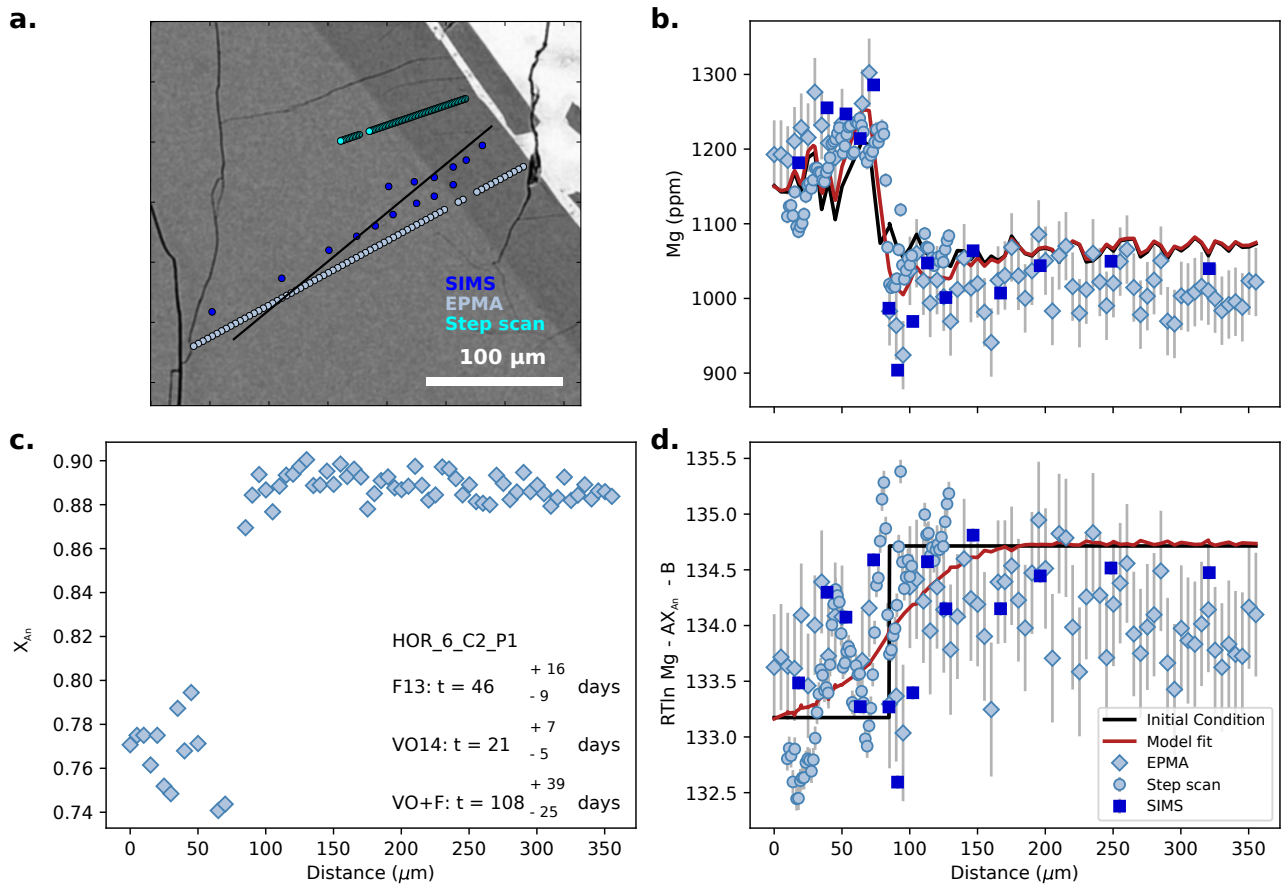 a.
SIMS
EPMA
Step scan
100 μm
b.
Mg (ppm)
1300
1200
1100
1000
900
c.
X_An
0.90
0.88
0.86
0.84
0.82
0.80
0.78
0.76
0.74
HOR_6_C2_P1
F13: t = 46 + 16 - 9 days
VO14: t = 21 + 7 - 5 days
VO+F: t = 108 + 39 - 25 days
0 50 100 150 200 250 300 350
Distance (μm)
d.
RTln Mg - AX_An - B
135.5
135.0
134.5
134.0
133.5
133.0
132.5
Initial Condition
Model fit
EPMA
Step scan
SIMS
0 50 100 150 200 250 300 350
Distance (μm)